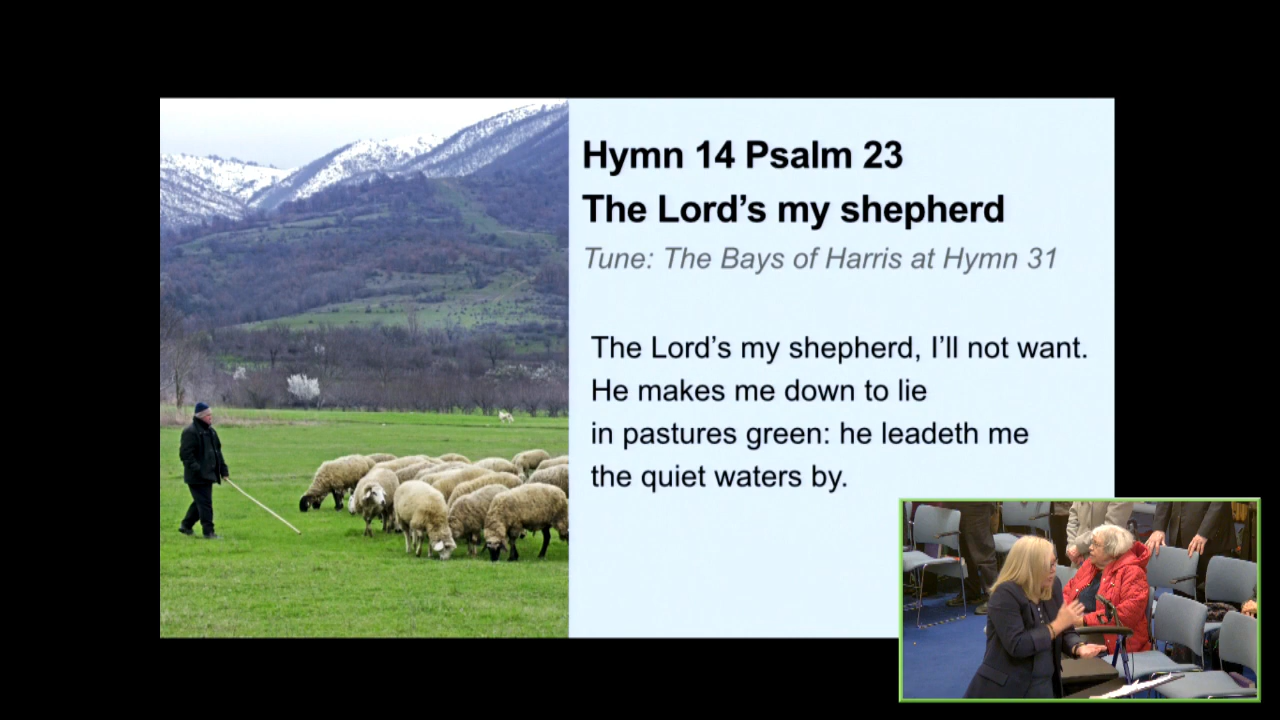 Hymn 14 Psalm 23
The Lord’s my shepherd
Tune: The Bays of Harris at Hymn 31
The Lord’s my shepherd, I’ll not want.
He makes me down to lie
in pastures green: he leadeth me
the quiet waters by.